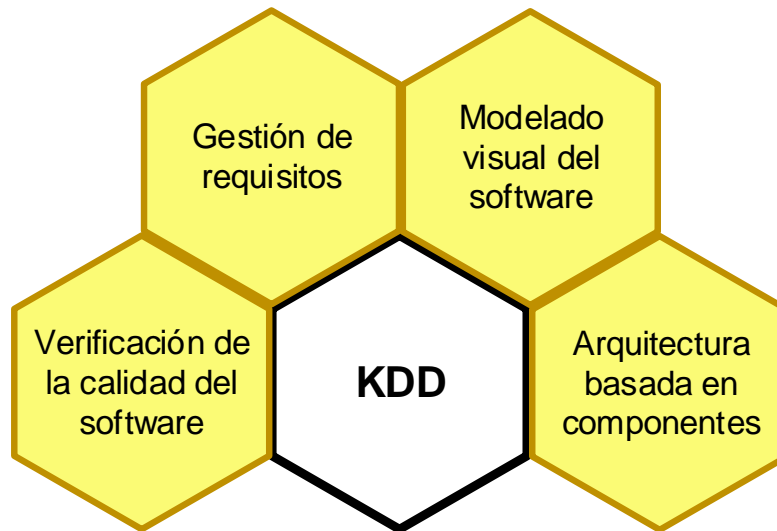 Gestión de
requisitos
Modelado
visual del
software
Verificación de
la calidad del
software
KDD
Arquitectura
basada en
componentes